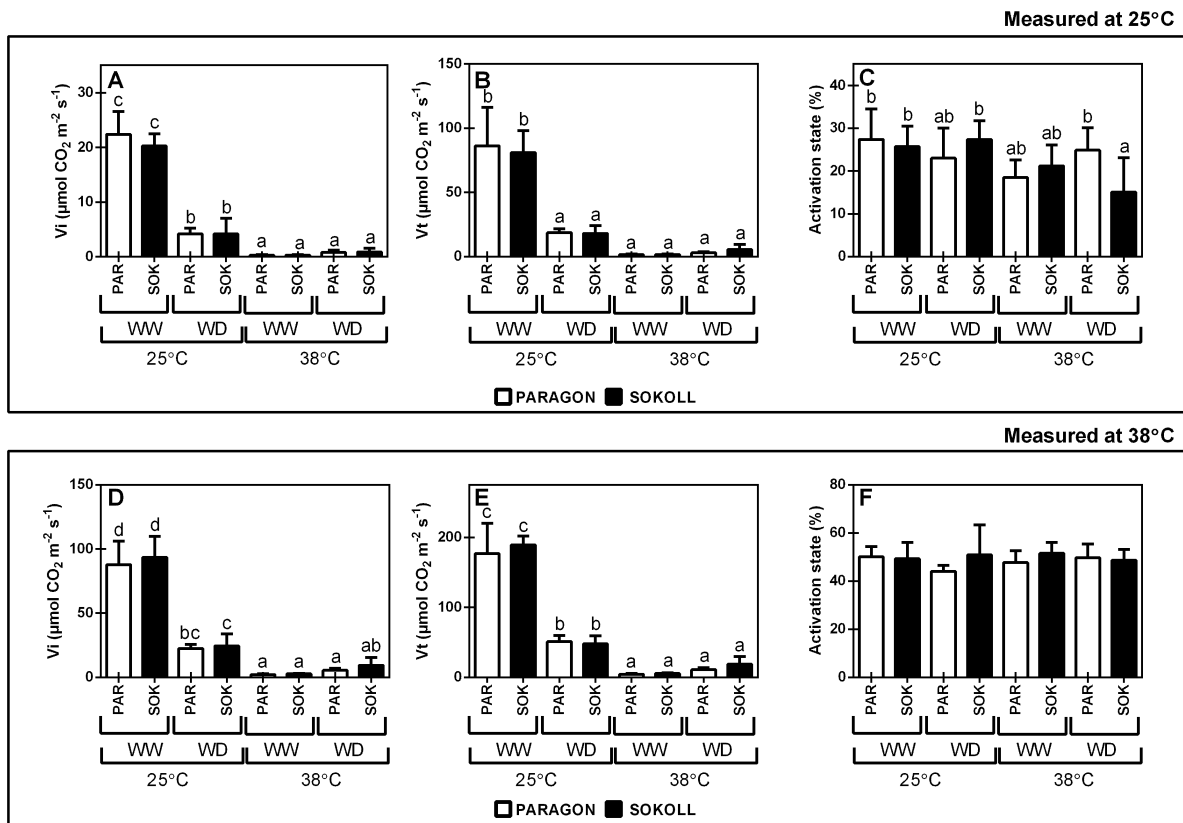 Measured at 25°C
A
Vi (µmol CO₂ m⁻² s⁻¹)
30
20
10
0
c
c
b
b
a
a
a
a
PAR
SOK
PAR
SOK
PAR
SOK
PAR
SOK
WW
WD
WW
WD
25°C
38°C
B
Vt (µmol CO₂ m⁻² s⁻¹)
150
100
50
0
b
b
a
a
a
a
a
a
PAR
SOK
PAR
SOK
PAR
SOK
PAR
SOK
WW
WD
WW
WD
25°C
38°C
C
Activation state (%)
40
30
20
10
0
b
b
ab
b
ab
ab
b
a
PAR
SOK
PAR
SOK
PAR
SOK
PAR
SOK
WW
WD
WW
WD
25°C
38°C
PARAGON SOKOLL
Measured at 38°C
D
Vi (µmol CO₂ m⁻² s⁻¹)
150
100
50
0
d
d
bc
c
a
a
a
ab
PAR
SOK
PAR
SOK
PAR
SOK
PAR
SOK
WW
WD
WW
WD
25°C
38°C
E
Vt (µmol CO₂ m⁻² s⁻¹)
200
100
0
c
c
b
b
a
a
a
a
PAR
SOK
PAR
SOK
PAR
SOK
PAR
SOK
WW
WD
WW
WD
25°C
38°C
F
Activation state (%)
80
60
40
20
0
PAR
SOK
PAR
SOK
PAR
SOK
PAR
SOK
WW
WD
WW
WD
25°C
38°C
PARAGON SOKOLL